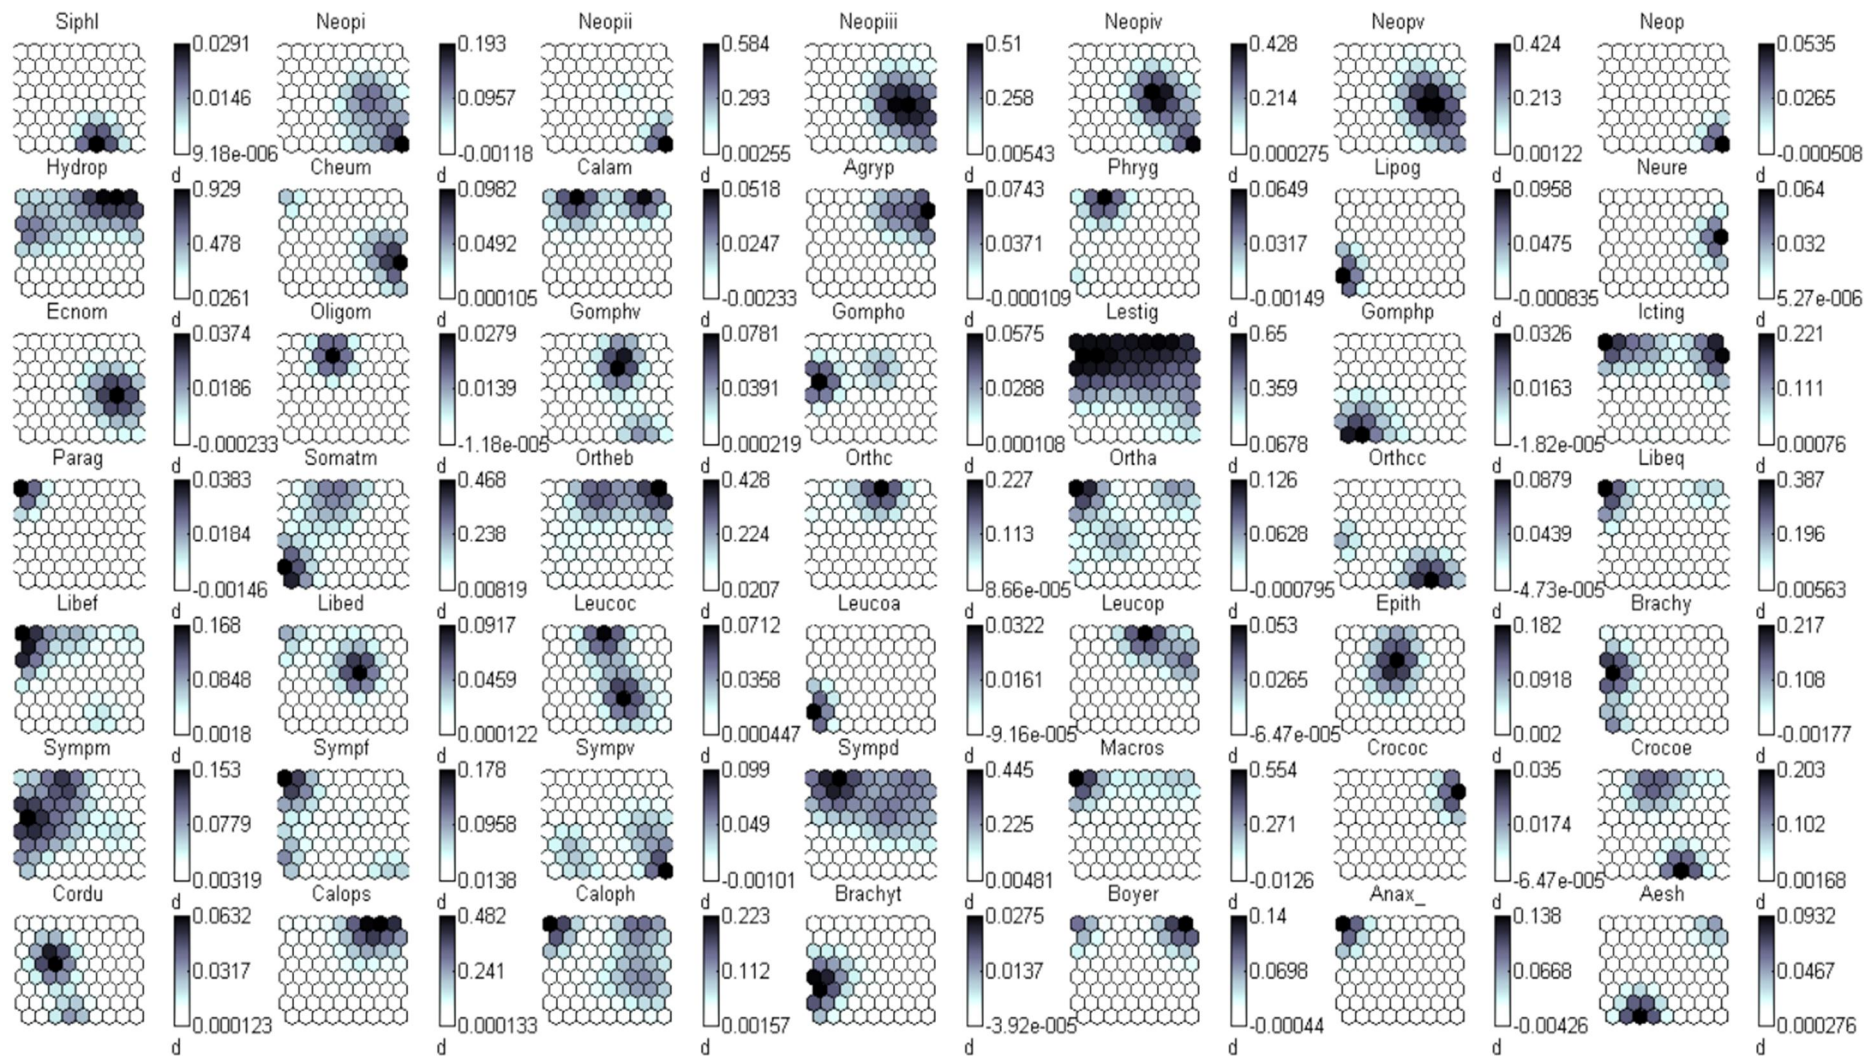 Siphl Neopi Neopii Neopiii Neopiv Neopv Neop
0.0291 0.193 0.584 0.51 0.428 0.424 0.0535
0.0146 0.0957 0.293 0.258 0.214 0.213 0.0265
9.18e-006 -0.00118 0.00255 0.00543 0.000275 0.00122 -0.000508
Hydrop Cheum Calam Agryp Phryg Lipog Neure
0.929 0.0982 0.0518 0.0743 0.0649 0.0958 0.064
0.478 0.0492 0.0247 0.0371 0.0317 0.0475 0.032
0.0261 0.000105 -0.00233 -0.000109 -0.00149 -0.000835 5.27e-006
d d d d d d d
Ecnom Oligom Gomphv Gompho Lestig Gomphp Icting
0.0374 0.0279 0.0781 0.0575 0.65 0.0326 0.221
0.0186 0.0139 0.0391 0.0288 0.359 0.0163 0.111
-0.000233 -1.18e-005 0.000219 0.000108 0.0678 -1.82e-005 0.00076
d d d d d d d
Parag Somatm Ortheb Orthc Ortha Orthcc Libeq
0.0383 0.468 0.428 0.227 0.126 0.0879 0.387
0.0184 0.238 0.224 0.113 0.0628 0.0439 0.196
-0.00146 0.00819 0.0207 8.66e-005 -0.000795 -4.73e-005 0.00563
d d d d d d d
Libef Libed Leucoc Leucoa Leucop Epith Brachy
0.168 0.0917 0.0712 0.0322 0.053 0.182 0.217
0.0848 0.0459 0.0358 0.0161 0.0265 0.0918 0.108
0.0018 0.000122 0.000447 -9.16e-005 -6.47e-005 0.002 -0.00177
d d d d d d d
Sympm Sympf Sympv Sympd Macros Crococ Crocoe
0.153 0.178 0.099 0.445 0.554 0.035 0.203
0.0779 0.0958 0.049 0.225 0.271 0.0174 0.102
0.00319 0.0138 -0.00101 0.00481 -0.0126 -6.47e-005 0.00168
d d d d d d d
Cordu Calops Caloph Brachyt Boyer Anax_ Aesh
0.0632 0.482 0.223 0.0275 0.14 0.138 0.0932
0.0317 0.241 0.112 0.0137 0.0698 0.0668 0.0467
0.000123 0.000133 0.00157 -3.92e-005 -0.00044 -0.00426 0.000276
d d d d d d d